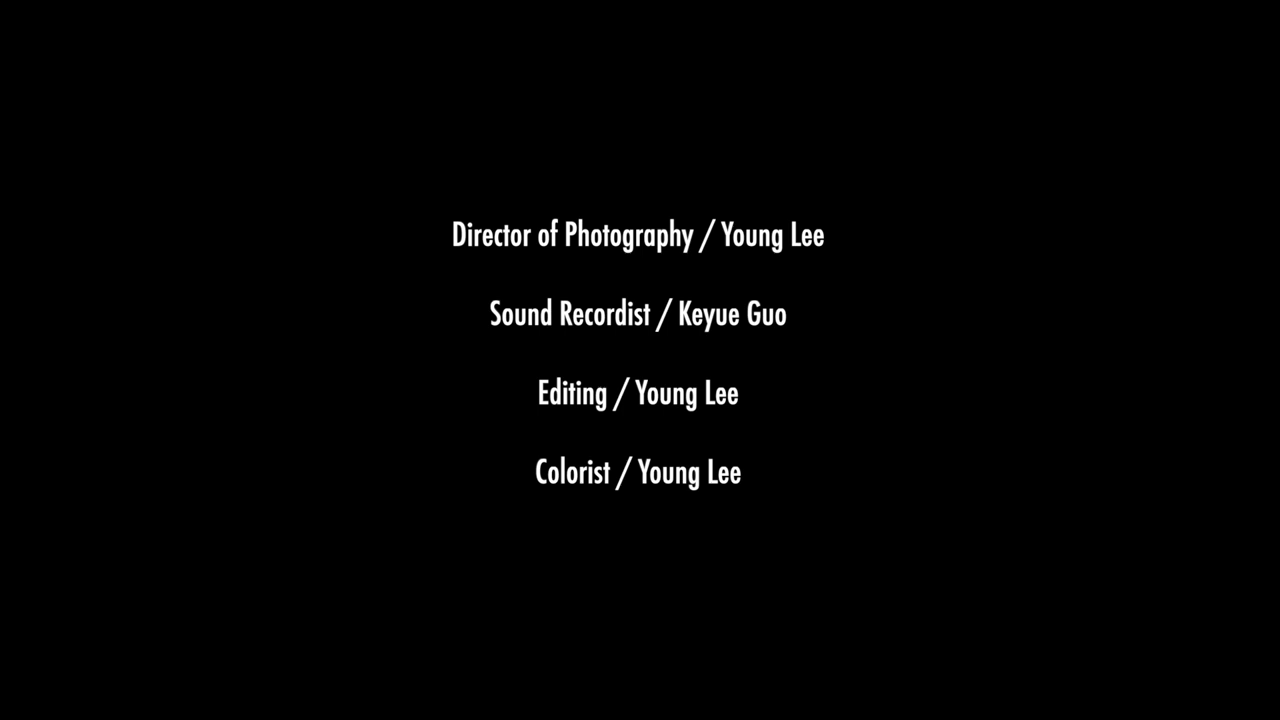 Director of Photography / Young Lee
Sound Recordist / Keyue Guo
Editing / Young Lee
Colorist / Young Lee